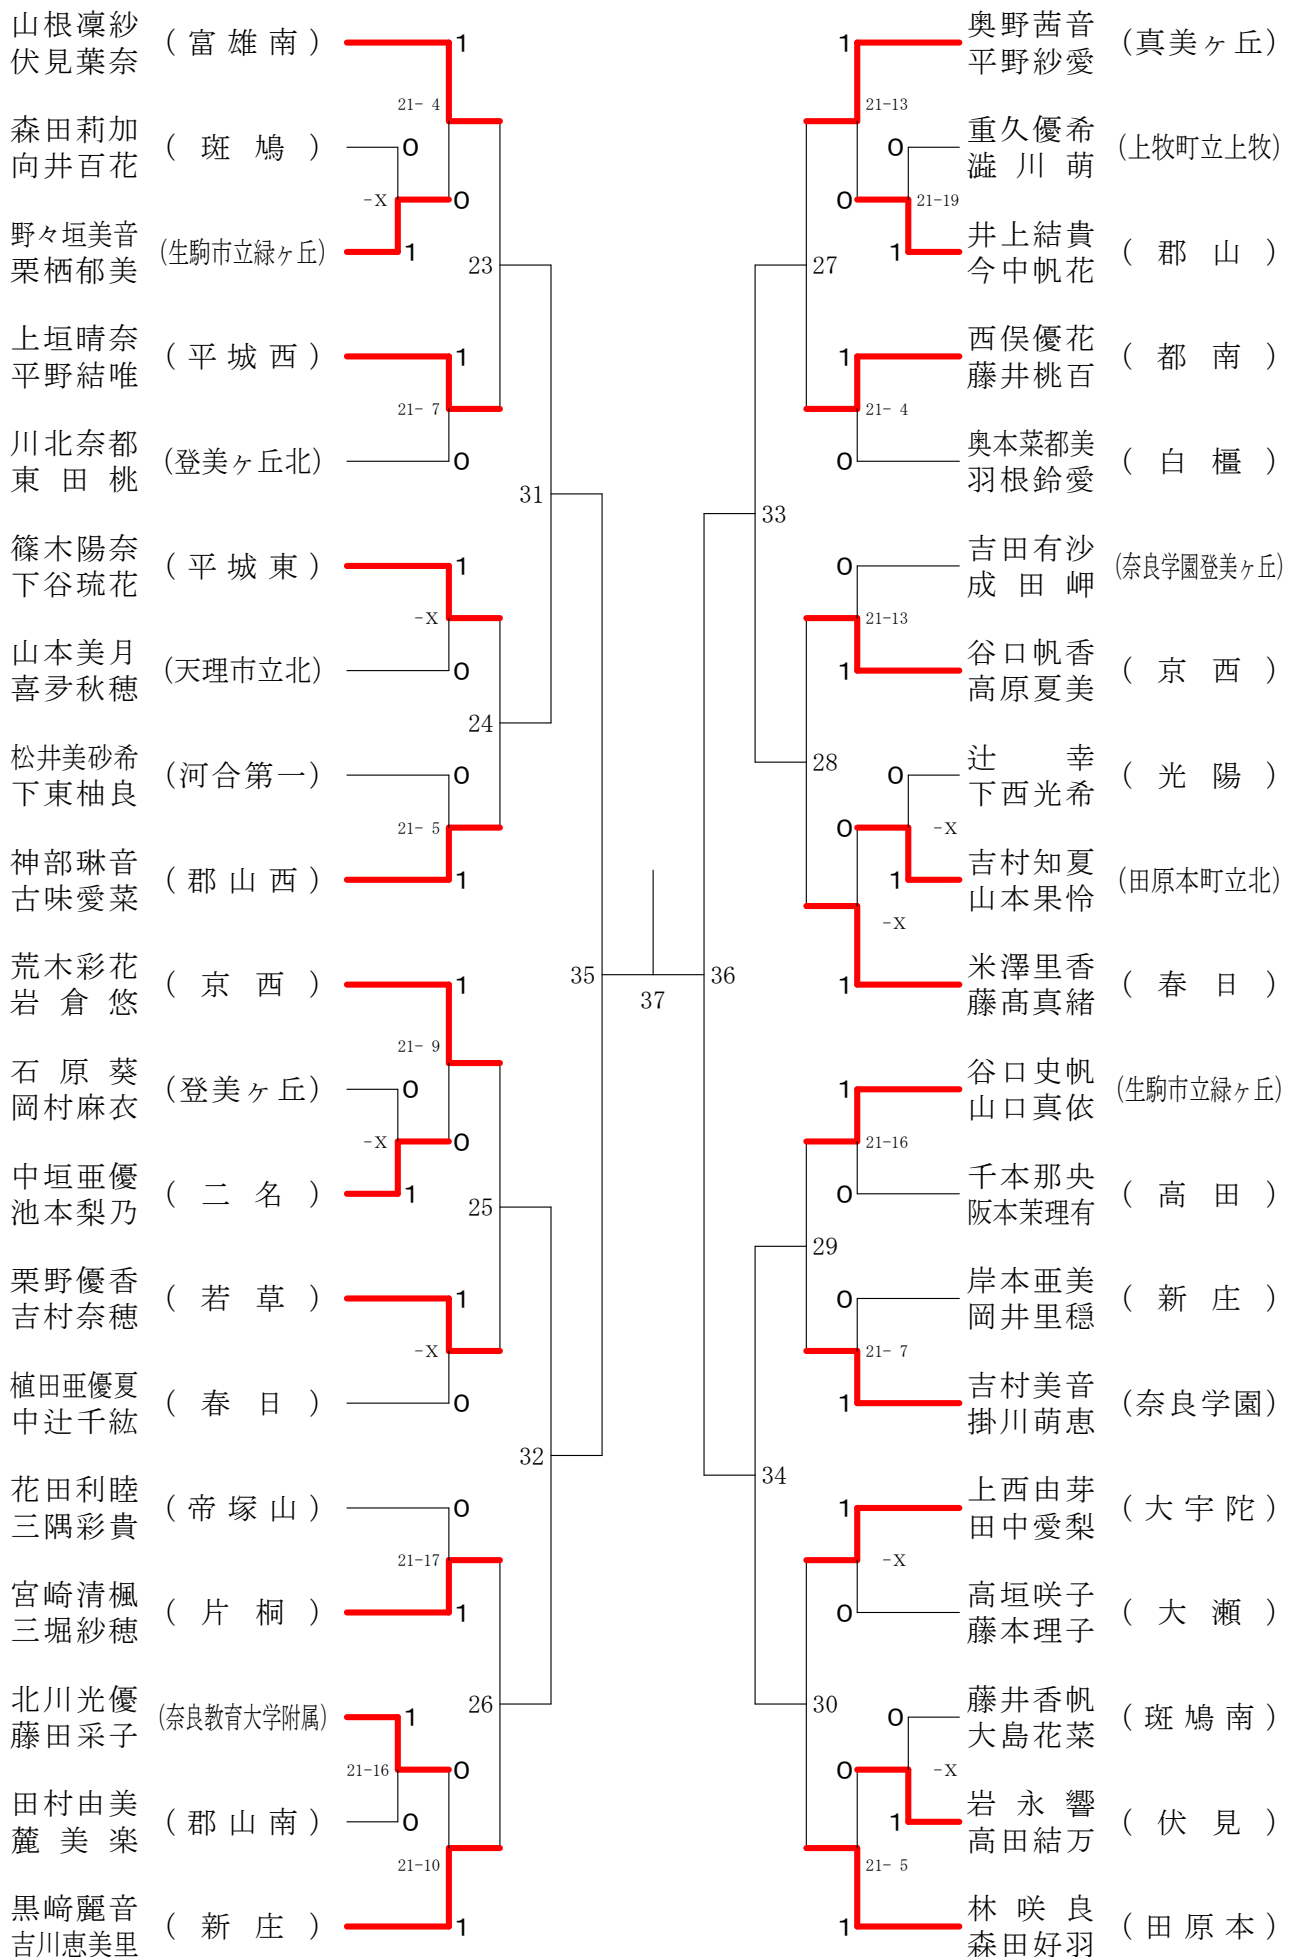 山根凜紗
伏見葉奈
(富雄南)
1
21- 4
森田莉加
向井百花
(斑鳩)
0
-X
0
野々垣美音
栗栖郁美
(生駒市立緑ヶ丘)
1
23
上垣晴奈
平野結唯
(平城西)
1
21- 7
川北奈都
東田桃
(登美ヶ丘北)
0
31
篠木陽奈
下谷琉花
(平城東)
1
-X
山本美月
喜夛秋穂
(天理市立北)
0
24
松井美砂希
下東柚良
(河合第一)
0
21- 5
神部琳音
古味愛菜
(郡山西)
1
35
荒木彩花
岩倉悠
(京西)
1
21- 9
石原葵
岡村麻衣
(登美ヶ丘)
0
-X
0
中垣亜優
池本梨乃
(二名)
1
25
栗野優香
吉村奈穂
(若草)
1
-X
植田亜優夏
中辻千紘
(春日)
0
32
花田利睦
三隅彩貴
(帝塚山)
0
21-17
宮崎清楓
三堀紗穂
(片桐)
1
26
北川光優
藤田采子
(奈良教育大学附属)
1
21-16
0
田村由美
麓美楽
(郡山南)
0
21-10
黒﨑麗音
吉川恵美里
(新庄)
1
37
奥野茜音
平野紗愛
(真美ヶ丘)
1
21-13
重久優希
澁川萌
(上牧町立上牧)
0
0
21-19
井上結貴
今中帆花
(郡山)
1
27
西俣優花
藤井桃百
(都南)
1
21- 4
奥本菜都美
羽根鈴愛
(白橿)
0
33
吉田有沙
成田岬
(奈良学園登美ヶ丘)
0
21-13
谷口帆香
高原夏美
(京西)
1
28
辻幸
下西光希
(光陽)
0
0
-X
吉村知夏
山本果怜
(田原本町立北)
1
-X
米澤里香
藤髙真緒
(春日)
1
36
谷口史帆
山口真依
(生駒市立緑ヶ丘)
1
21-16
千本那央
阪本茉理有
(高田)
0
29
岸本亜美
岡井里穏
(新庄)
0
21- 7
吉村美音
掛川萌恵
(奈良学園)
1
34
上西由芽
田中愛梨
(大宇陀)
1
-X
高垣咲子
藤本理子
(大瀬)
0
30
藤井香帆
大島花菜
(斑鳩南)
0
0
-X
岩永響
高田結万
(伏見)
1
21- 5
林咲良
森田好羽
(田原本)
1